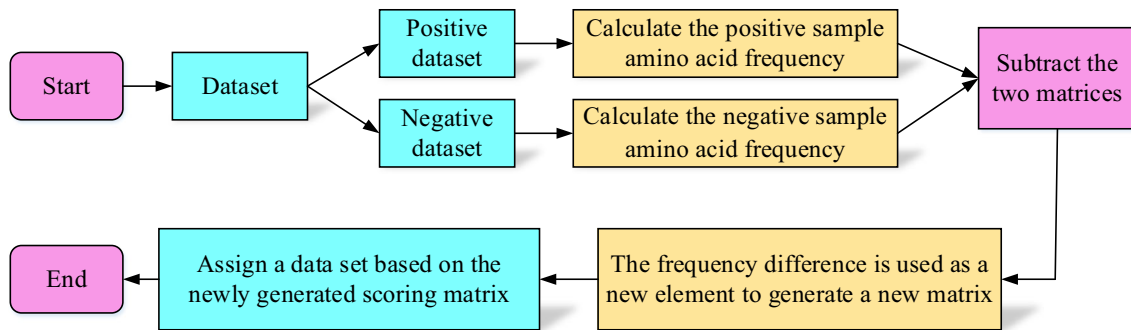 Start
Dataset
Positive
dataset
Calculate the positive sample
amino acid frequency
Negative
dataset
Calculate the negative sample
amino acid frequency
Subtract the
two matrices
The frequency difference is used as a
new element to generate a new matrix
Assign a data set based on the
newly generated scoring matrix
End